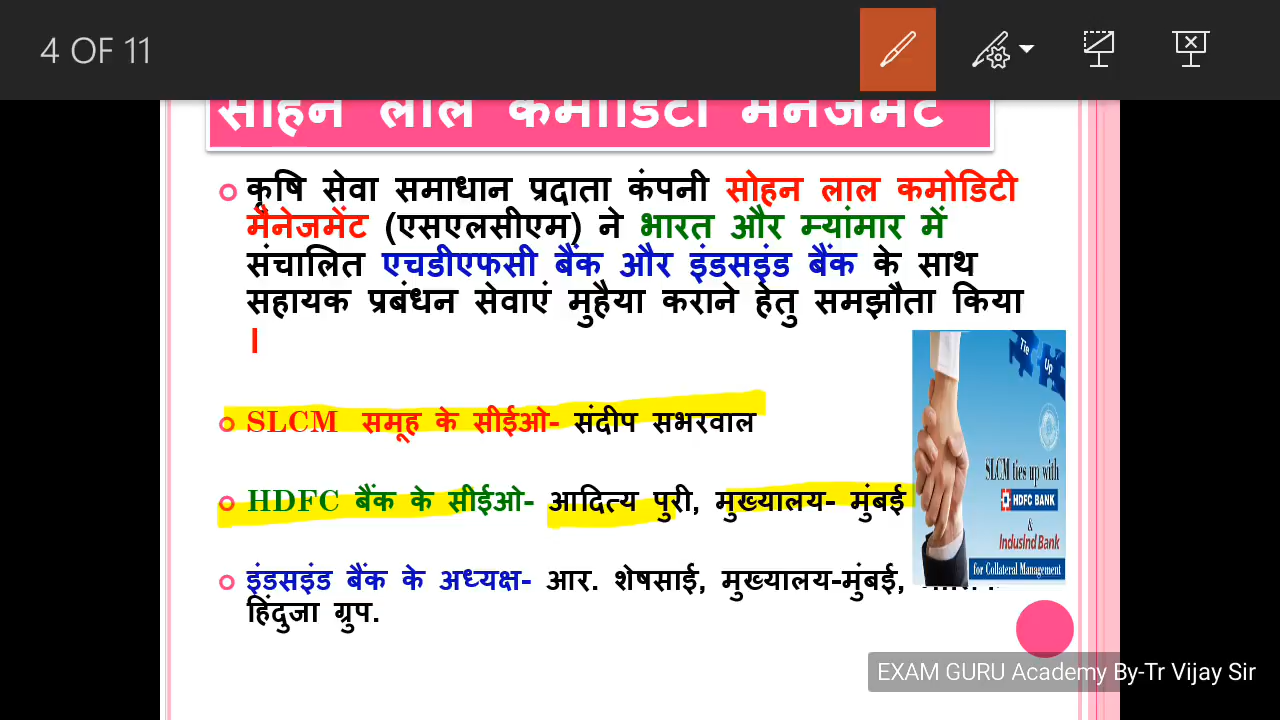 4 OF 11
सोहन लाल कमोडिटी मैनेजमेंट
कृषि सेवा समाधान प्रदाता कंपनी सोहन लाल कमोडिटी
मैनेजमेंट (एसएलसीएम) ने भारत और म्यांमार में
संचालित एचडीएफसी बैंक और इंडसइंड बैंक के साथ
सहायक प्रबंधन सेवाएं मुहैया कराने हेतु समझौता किया
।
Tie Up
SLCM समूह के सीईओ- संदीप सभरवाल
SLCM ties up with
HDFC BANK
&
IndusInd Bank
for Collateral Management
HDFC बैंक के सीईओ- आदित्य पुरी, मुख्यालय- मुंबई
इंडसइंड बैंक के अध्यक्ष- आर. शेषसाई, मुख्यालय-मुंबई,
हिंदुजा ग्रुप.
EXAM GURU Academy By-Tr Vijay Sir